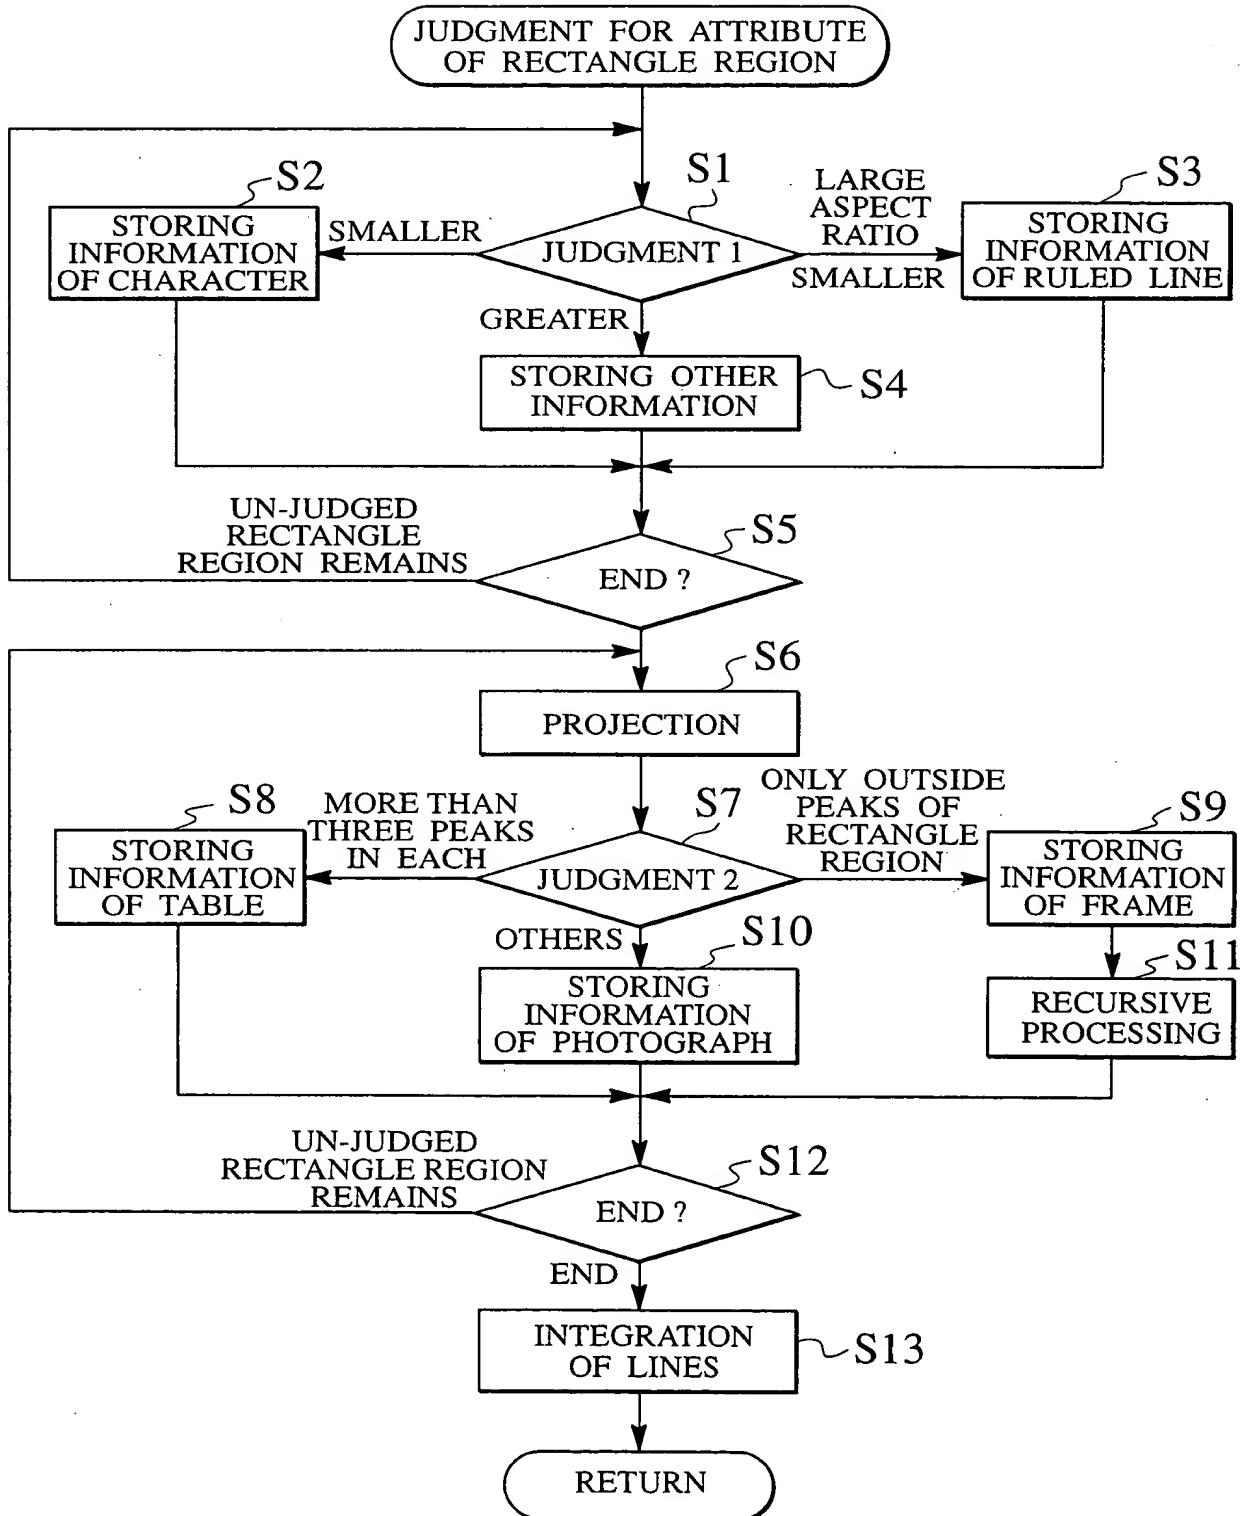 JUDGMENT FOR ATTRIBUTE
OF RECTANGLE REGION
S1
S2
STORING
INFORMATION
OF CHARACTER
SMALLER
JUDGMENT 1
LARGE
ASPECT
RATIO
SMALLER
S3
STORING
INFORMATION
OF RULED LINE
GREATER
STORING OTHER
INFORMATION
S4
UN-JUDGED
RECTANGLE
REGION REMAINS
S5
END ?
S6
PROJECTION
S7
S8
STORING
INFORMATION
OF TABLE
MORE THAN
THREE PEAKS
IN EACH
JUDGMENT 2
ONLY OUTSIDE
PEAKS OF
RECTANGLE
REGION
S9
STORING
INFORMATION
OF FRAME
OTHERS
S10
STORING
INFORMATION
OF PHOTOGRAPH
S11
RECURSIVE
PROCESSING
UN-JUDGED
RECTANGLE REGION
REMAINS
S12
END ?
END
INTEGRATION
OF LINES
S13
RETURN